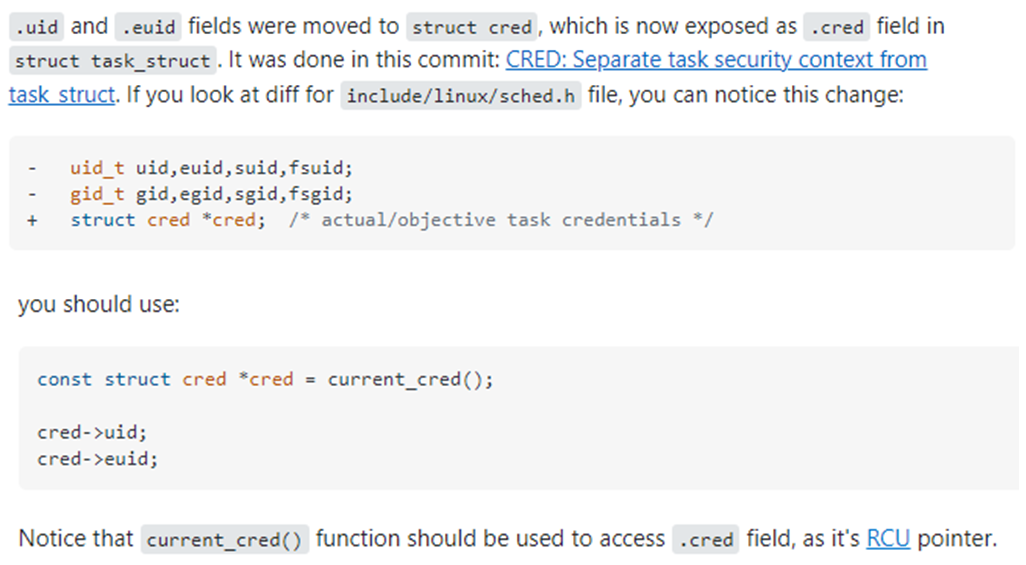 .uid and .euid fields were moved to struct cred, which is now exposed as .cred field in
struct task_struct. It was done in this commit: CRED: Separate task security context from
task_struct. If you look at diff for include/linux/sched.h file, you can notice this change:
-   uid_t uid,euid,suid,fsuid;
-   gid_t gid,egid,sgid,fsgid;
+   struct cred *cred;  /* actual/objective task credentials */
you should use:
const struct cred *cred = current_cred();
cred->uid;
cred->euid;
Notice that current_cred() function should be used to access .cred field, as it's RCU pointer.